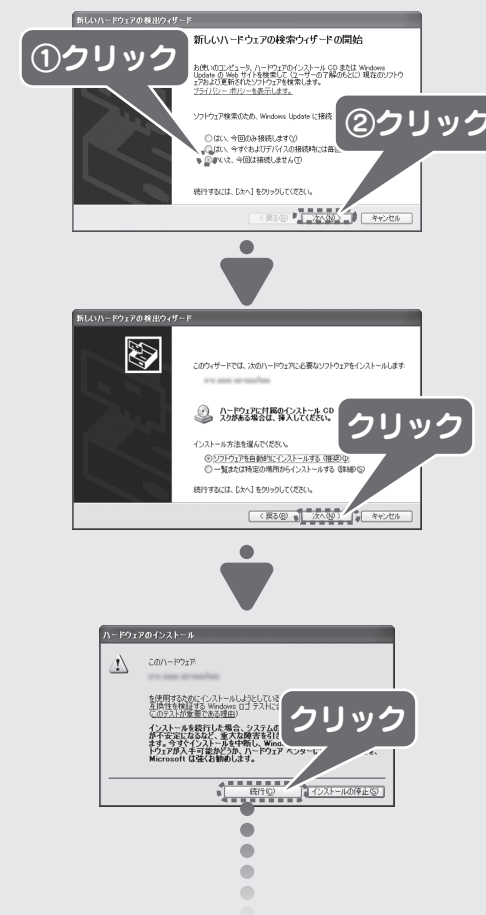 新しいハードウェアの検出ウィザード
新しいハードウェアの検索ウィザードの開始
①クリック
お使いのコンピュータ、ハードウェアのインストール CD または Windows
Update の Web サイトを検索して (ユーザーの了解のもとに) 現在のソフトウ
ェアおよび更新されたソフトウェアを検索します。
プライバシー ポリシーを表示します。
ソフトウェア検索のため、Windows Update に接続
②クリック
はい、今回のみ接続します(Y)
はい、今すぐおよびデバイスの接続時には毎回
いいえ、今回は接続しません(T)
続行するには、[次へ] をクリックしてください。
< 戻る(B) 次へ(N) > キャンセル
新しいハードウェアの検出ウィザード
このウィザードでは、次のハードウェアに必要なソフトウェアをインストールします:
ハードウェアに付属のインストール CD
スクがある場合は、挿入してください。
クリック
インストール方法を選んでください。
ソフトウェアを自動的にインストールする (推奨)(I)
一覧または特定の場所からインストールする (詳細)(S)
続行するには、[次へ] をクリックしてください。
< 戻る(B) 次へ(N) > キャンセル
ハードウェアのインストール
このハードウェア:
を使用するためにインストールしようとしている
互換性を検証する Windows ロゴ テストに
(このテストが重要である理由)
クリック
インストールを続行した場合、システムの
が不安定になるなど、重大な障害を引き
ます。今すぐインストールを中断し、Wind
トウェアが入手可能かどうか、ハードウェア ベンダーに
Microsoft は強くお勧めします。
続行(C) インストールの停止(S)